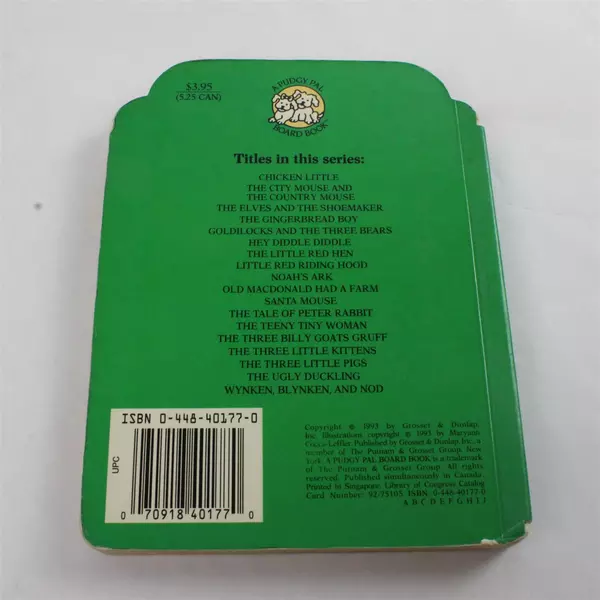 $3.95
(5.25 CAN)
A PUDGY PAL
BOARD BOOK
Titles in this series:
CHICKEN LITTLE
THE CITY MOUSE AND
THE COUNTRY MOUSE
THE ELVES AND THE SHOEMAKER
THE GINGERBREAD BOY
GOLDILOCKS AND THE THREE BEARS
HEY DIDDLE DIDDLE
THE LITTLE RED HEN
LITTLE RED RIDING HOOD
NOAH'S ARK
OLD MACDONALD HAD A FARM
SANTA MOUSE
THE TALE OF PETER RABBIT
THE TEENY TINY WOMAN
THE THREE BILLY GOATS GRUFF
THE THREE LITTLE KITTENS
THE THREE LITTLE PIGS
THE UGLY DUCKLING
WYNKEN, BLYNKEN, AND NOD
ISBN 0-448-40177-0
UPC
0 70918 40177 0
Copyright © 1993 by Grosset & Dunlap,
Inc. Illustrations copyright © 1993 by Maryann
Cocca-Leffler. Published by Grosset & Dunlap, Inc., a
member of The Putnam & Grosset Group, New
York. A PUDGY PAL BOARD BOOK is a trademark
of The Putnam & Grosset Group. All rights
reserved. Published simultaneously in Canada.
Printed in Singapore. Library of Congress Catalog
Card Number: 92-75105 ISBN 0-448-40177-0
A B C D E F G H I J